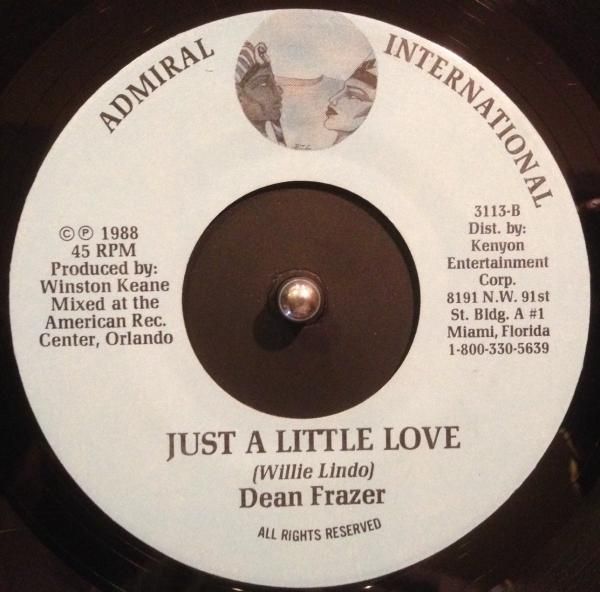 ADMIRAL INTERNATIONAL
© ℗ 1988
45 RPM
Produced by:
Winston Keane
Mixed at the
American Rec.
Center, Orlando
3113-B
Dist. by:
Kenyon
Entertainment
Corp.
8191 N.W. 91st
St. Bldg. A #1
Miami, Florida
1-800-330-5639
JUST A LITTLE LOVE
(Willie Lindo)
Dean Frazer
ALL RIGHTS RESERVED